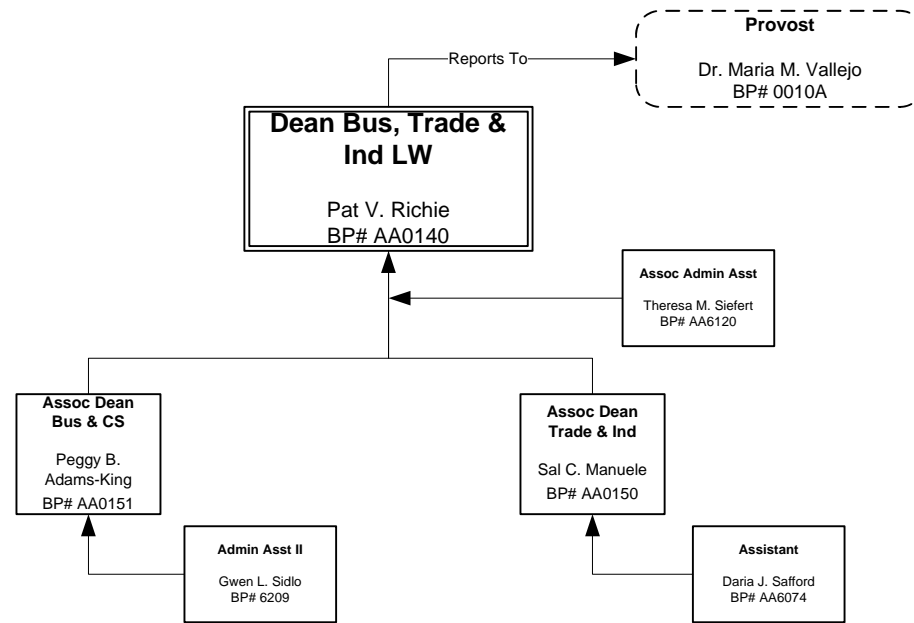 Provost
Dr. Maria M. Vallejo
BP# 0010A
Reports To
Dean Bus, Trade &
Ind LW
Pat V. Richie
BP# AA0140
Assoc Admin Asst
Theresa M. Siefert
BP# AA6120
Assoc Dean
Bus & CS
Peggy B.
Adams-King
BP# AA0151
Assoc Dean
Trade & Ind
Sal C. Manuele
BP# AA0150
Admin Asst II
Gwen L. Sidlo
BP# 6209
Assistant
Daria J. Safford
BP# AA6074